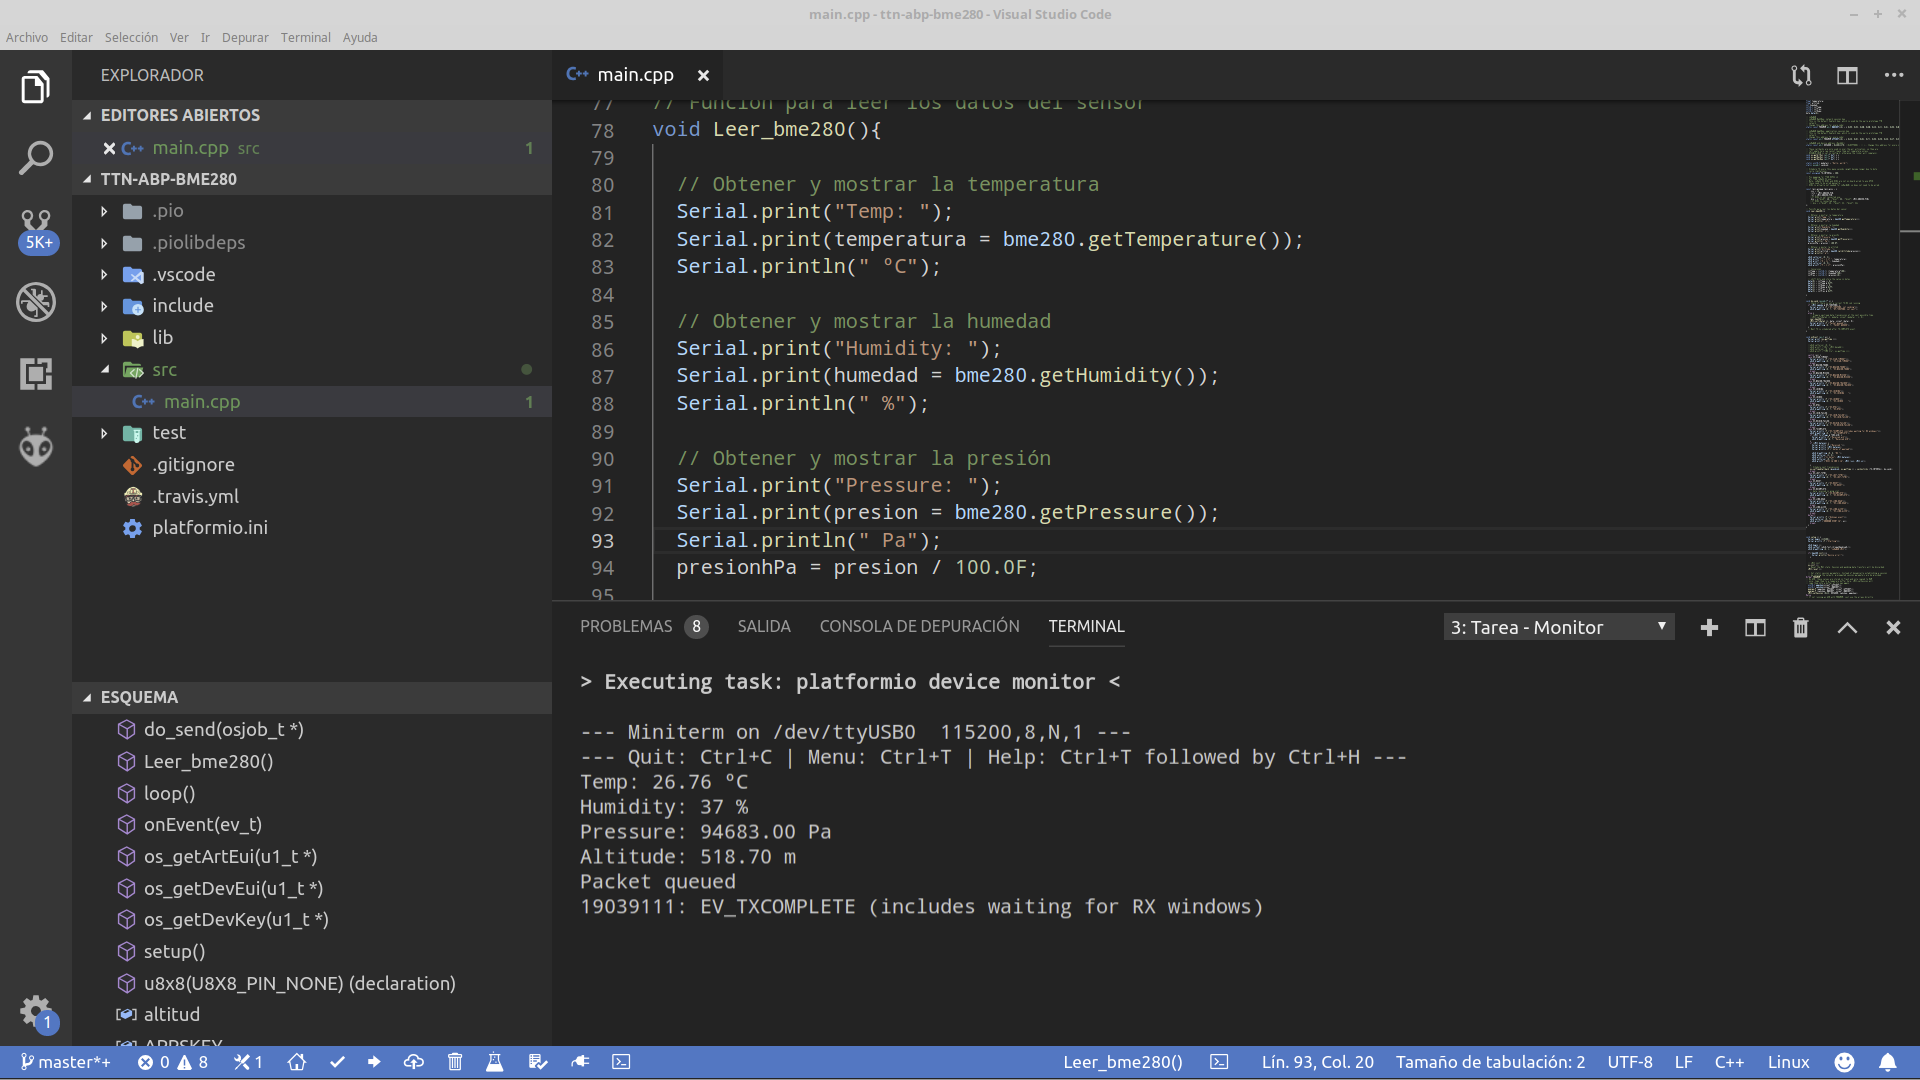 main.cpp - ttn-abp-bme280 - Visual Studio Code
Archivo Editar Selección Ver Ir Depurar Terminal Ayuda
EXPLORADOR
EDITORES ABIERTOS
main.cpp src 1
TTN-ABP-BME280
.pio
.piolibdeps
.vscode
include
lib
src
main.cpp 1
test
.gitignore
.travis.yml
platformio.ini
5K+
ESQUEMA
do_send(osjob_t *)
Leer_bme280()
loop()
onEvent(ev_t)
os_getArtEui(u1_t *)
os_getDevEui(u1_t *)
os_getDevKey(u1_t *)
setup()
u8x8(U8X8_PIN_NONE) (declaration)
altitud
APPSKEY
1
main.cpp
77 // Función para leer los datos del sensor
78 void Leer_bme280(){
79
80 // Obtener y mostrar la temperatura
81 Serial.print("Temp: ");
82 Serial.print(temperatura = bme280.getTemperature());
83 Serial.println(" ºC");
84
85 // Obtener y mostrar la humedad
86 Serial.print("Humidity: ");
87 Serial.print(humedad = bme280.getHumidity());
88 Serial.println(" %");
89
90 // Obtener y mostrar la presión
91 Serial.print("Pressure: ");
92 Serial.print(presion = bme280.getPressure());
93 Serial.println(" Pa");
94 presionhPa = presion / 100.0F;
95
PROBLEMAS 8 SALIDA CONSOLA DE DEPURACIÓN TERMINAL 3: Tarea - Monitor
> Executing task: platformio device monitor <
--- Miniterm on /dev/ttyUSB0  115200,8,N,1 ---
--- Quit: Ctrl+C | Menu: Ctrl+T | Help: Ctrl+T followed by Ctrl+H ---
Temp: 26.76 ºC
Humidity: 37 %
Pressure: 94683.00 Pa
Altitude: 518.70 m
Packet queued
19039111: EV_TXCOMPLETE (includes waiting for RX windows)
master*+ 0 8 1 Leer_bme280() Lín. 93, Col. 20 Tamaño de tabulación: 2 UTF-8 LF C++ Linux